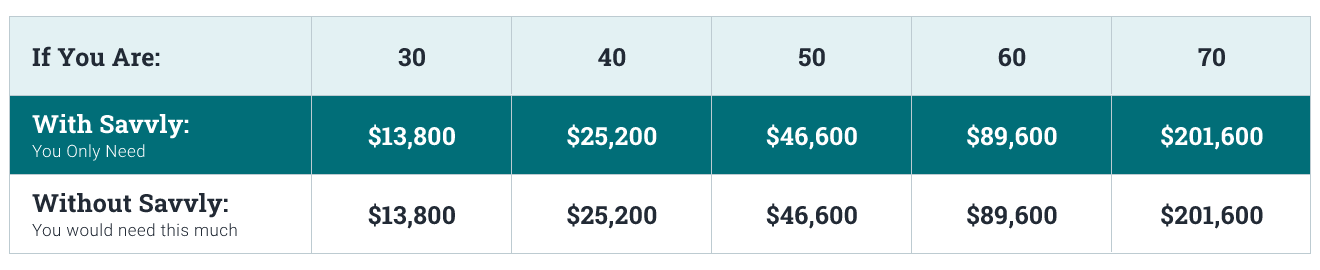 If You Are: 30 40 50 60 70
With Savvly: $13,800 $25,200 $46,600 $89,600 $201,600
You Only Need
Without Savvly: $13,800 $25,200 $46,600 $89,600 $201,600
You would need this much